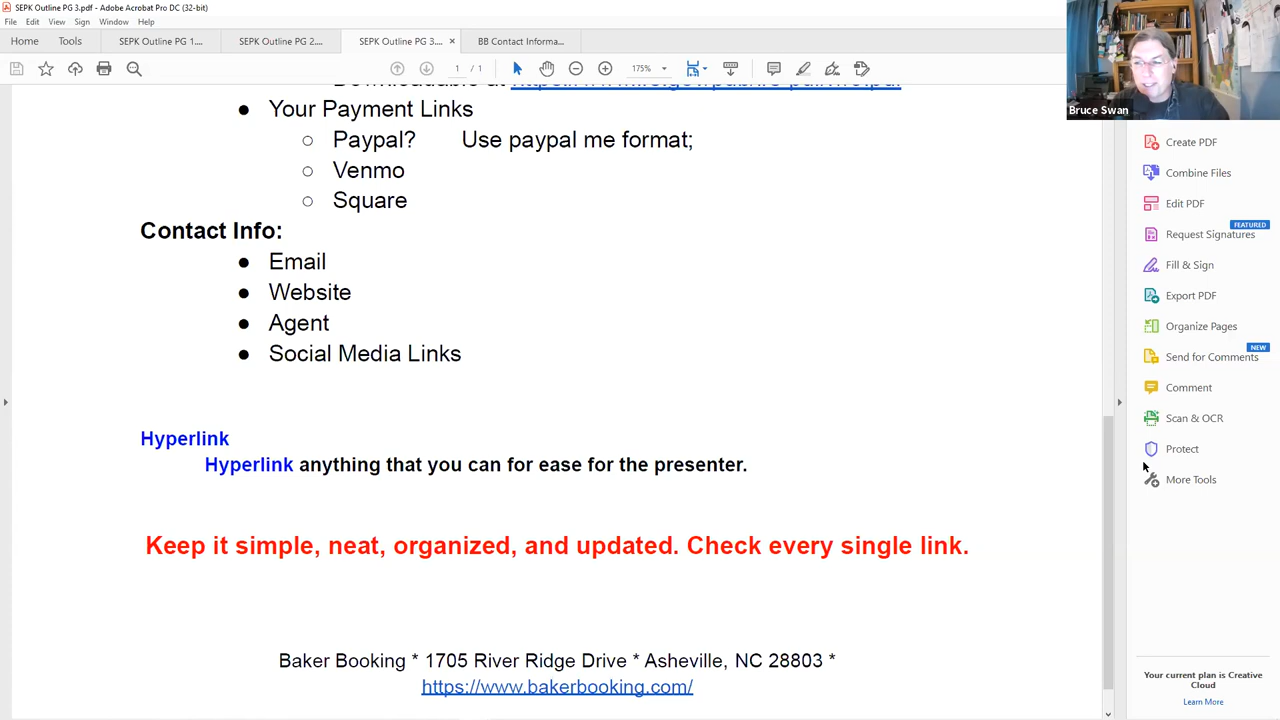 SEPK Outline PG 3.pdf - Adobe Acrobat Pro DC (32-bit)
File Edit View Sign Window Help
Home Tools SEPK Outline PG 1.... SEPK Outline PG 2.... SEPK Outline PG 3.... × BB Contact Informa...
1 / 1 175%
Bruce Swan
Downloadable at
● Your Payment Links
○ Paypal? Use paypal me format;
○ Venmo
○ Square
Contact Info:
● Email
● Website
● Agent
● Social Media Links
Hyperlink
Hyperlink anything that you can for ease for the presenter.
Keep it simple, neat, organized, and updated. Check every single link.
Baker Booking * 1705 River Ridge Drive * Asheville, NC 28803 *
https://www.bakerbooking.com/
Create PDF
Combine Files
Edit PDF
FEATURED
Request Signatures
Fill & Sign
Export PDF
Organize Pages
NEW
Send for Comments
Comment
Scan & OCR
Protect
More Tools
Your current plan is Creative
Cloud
Learn More